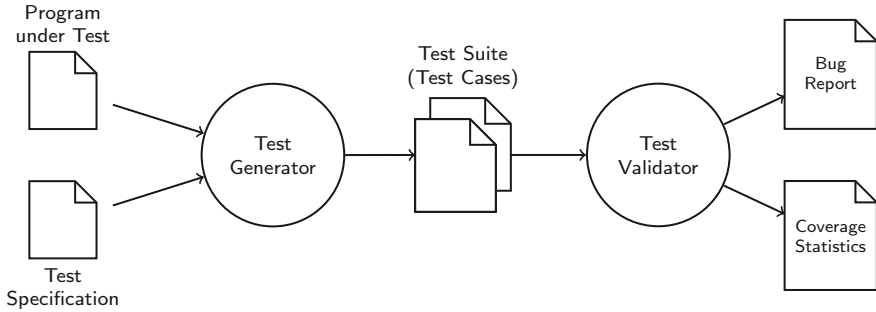 Program
under Test
Test
Specification
Test
Generator
Test Suite
(Test Cases)
Test
Validator
Bug
Report
Coverage
Statistics